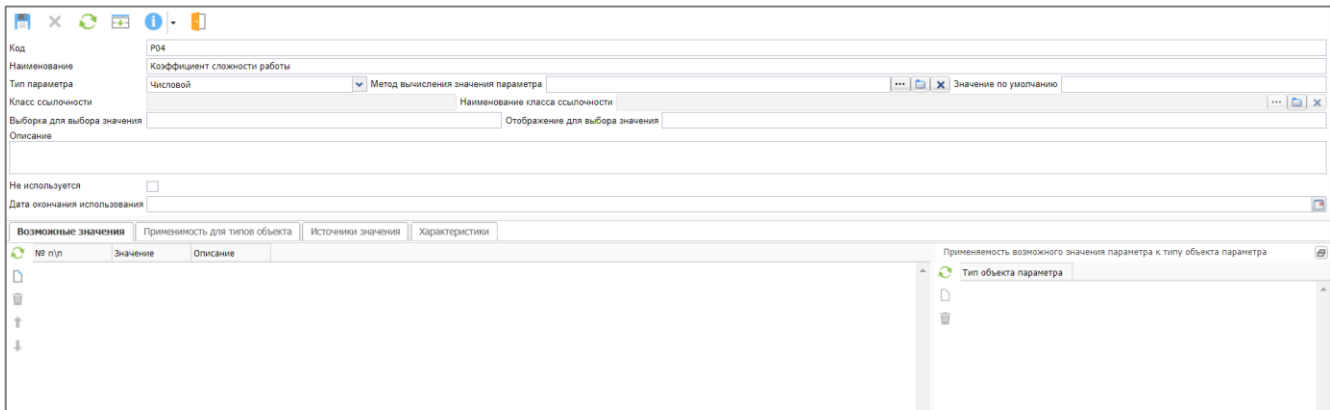 Код P04
Наименование Коэффициент сложности работы
Тип параметра Числовой Метод вычисления значения параметра Значение по умолчанию
Класс ссылочности Наименование класса ссылочности
Выборка для выбора значения Отображение для выбора значения
Описание
Не используется
Дата окончания использования
Возможные значения Применимость для типов объекта Источники значения Характеристики
№ п\п Значение Описание Применяемость возможного значения параметра к типу объекта параметра
Тип объекта параметра